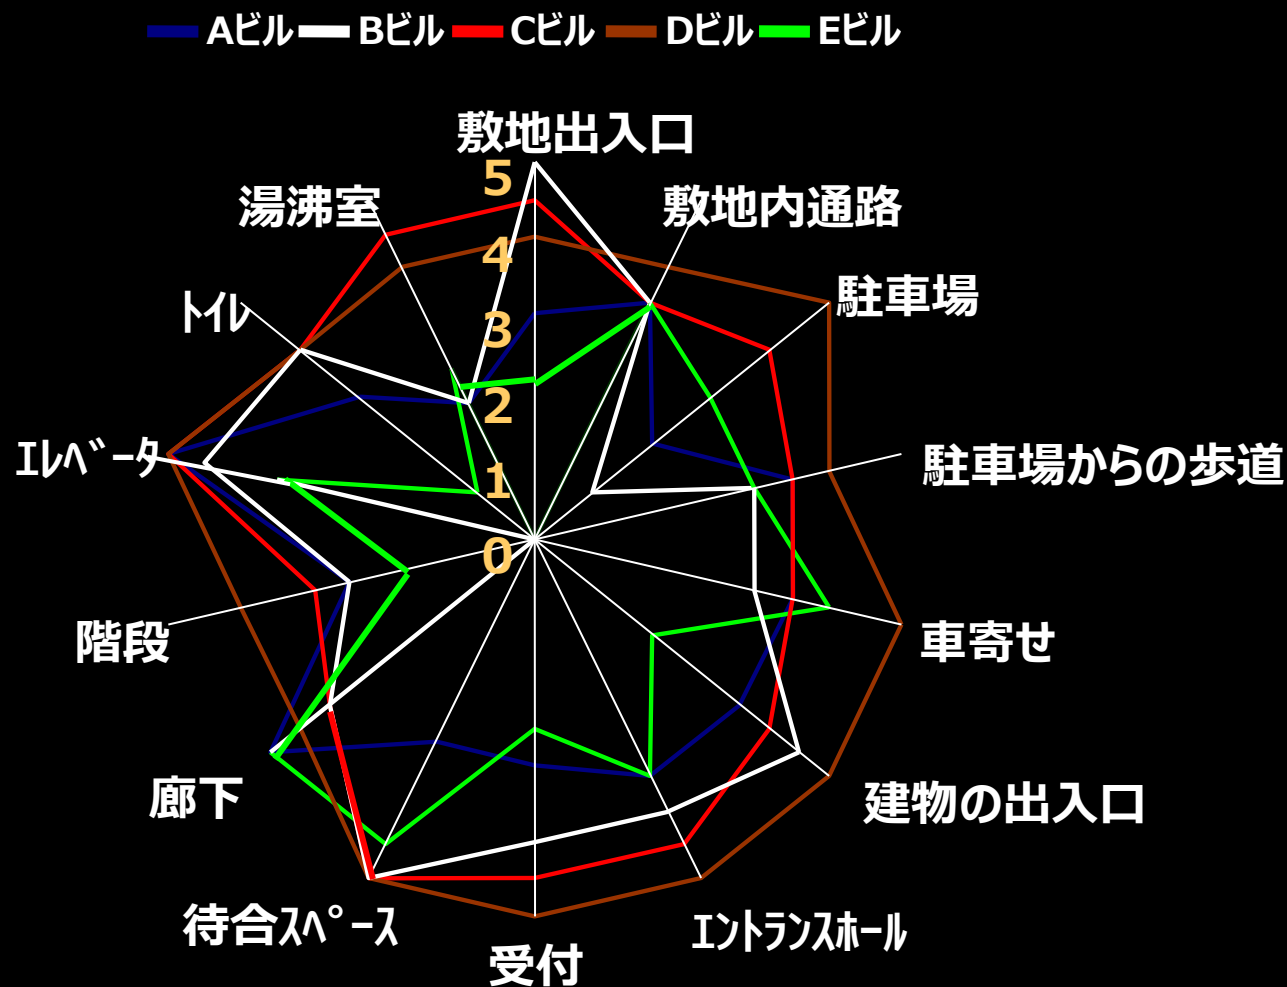 Aビル Bビル Cビル Dビル Eビル
敷地出入口
敷地内通路
駐車場
駐車場からの歩道
車寄せ
建物の出入口
ｴﾝﾄﾗﾝｽﾎｰﾙ
受付
待合ｽﾍﾟｰｽ
廊下
階段
ｴﾚﾍﾞｰﾀ
ﾄｲﾚ
湯沸室
5
4
3
2
1
0